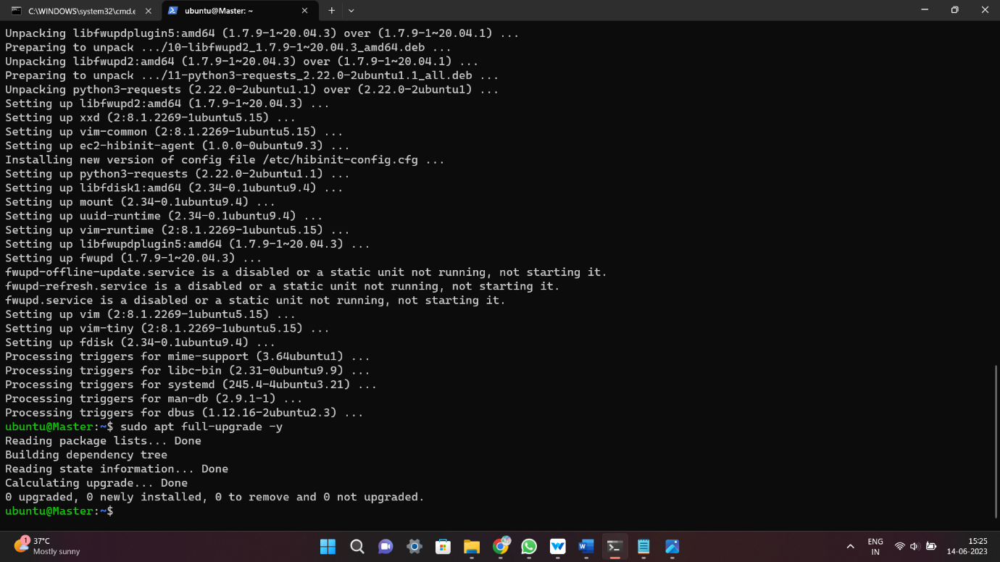 C:\WINDOWS\system32\cmd.e
ubuntu@Master: ~
Unpacking libfwupdplugin5:amd64 (1.7.9-1~20.04.3) over (1.7.9-1~20.04.1) ...
Preparing to unpack .../10-libfwupd2_1.7.9-1~20.04.3_amd64.deb ...
Unpacking libfwupd2:amd64 (1.7.9-1~20.04.3) over (1.7.9-1~20.04.1) ...
Preparing to unpack .../11-python3-requests_2.22.0-2ubuntu1.1_all.deb ...
Unpacking python3-requests (2.22.0-2ubuntu1.1) over (2.22.0-2ubuntu1) ...
Setting up libfwupd2:amd64 (1.7.9-1~20.04.3) ...
Setting up xxd (2:8.1.2269-1ubuntu5.15) ...
Setting up vim-common (2:8.1.2269-1ubuntu5.15) ...
Setting up ec2-hibinit-agent (1.0.0-0ubuntu9.3) ...
Installing new version of config file /etc/hibinit-config.cfg ...
Setting up python3-requests (2.22.0-2ubuntu1.1) ...
Setting up libfdisk1:amd64 (2.34-0.1ubuntu9.4) ...
Setting up mount (2.34-0.1ubuntu9.4) ...
Setting up uuid-runtime (2.34-0.1ubuntu9.4) ...
Setting up vim-runtime (2:8.1.2269-1ubuntu5.15) ...
Setting up libfwupdplugin5:amd64 (1.7.9-1~20.04.3) ...
Setting up fwupd (1.7.9-1~20.04.3) ...
fwupd-offline-update.service is a disabled or a static unit not running, not starting it.
fwupd-refresh.service is a disabled or a static unit not running, not starting it.
fwupd.service is a disabled or a static unit not running, not starting it.
Setting up vim (2:8.1.2269-1ubuntu5.15) ...
Setting up vim-tiny (2:8.1.2269-1ubuntu5.15) ...
Setting up fdisk (2.34-0.1ubuntu9.4) ...
Processing triggers for mime-support (3.64ubuntu1) ...
Processing triggers for libc-bin (2.31-0ubuntu9.9) ...
Processing triggers for systemd (245.4-4ubuntu3.21) ...
Processing triggers for man-db (2.9.1-1) ...
Processing triggers for dbus (1.12.16-2ubuntu2.3) ...
ubuntu@Master:~$ sudo apt full-upgrade -y
Reading package lists... Done
Building dependency tree
Reading state information... Done
Calculating upgrade... Done
0 upgraded, 0 newly installed, 0 to remove and 0 not upgraded.
ubuntu@Master:~$
1
37°C
Mostly sunny
ENG
IN
15:25
14-06-2023